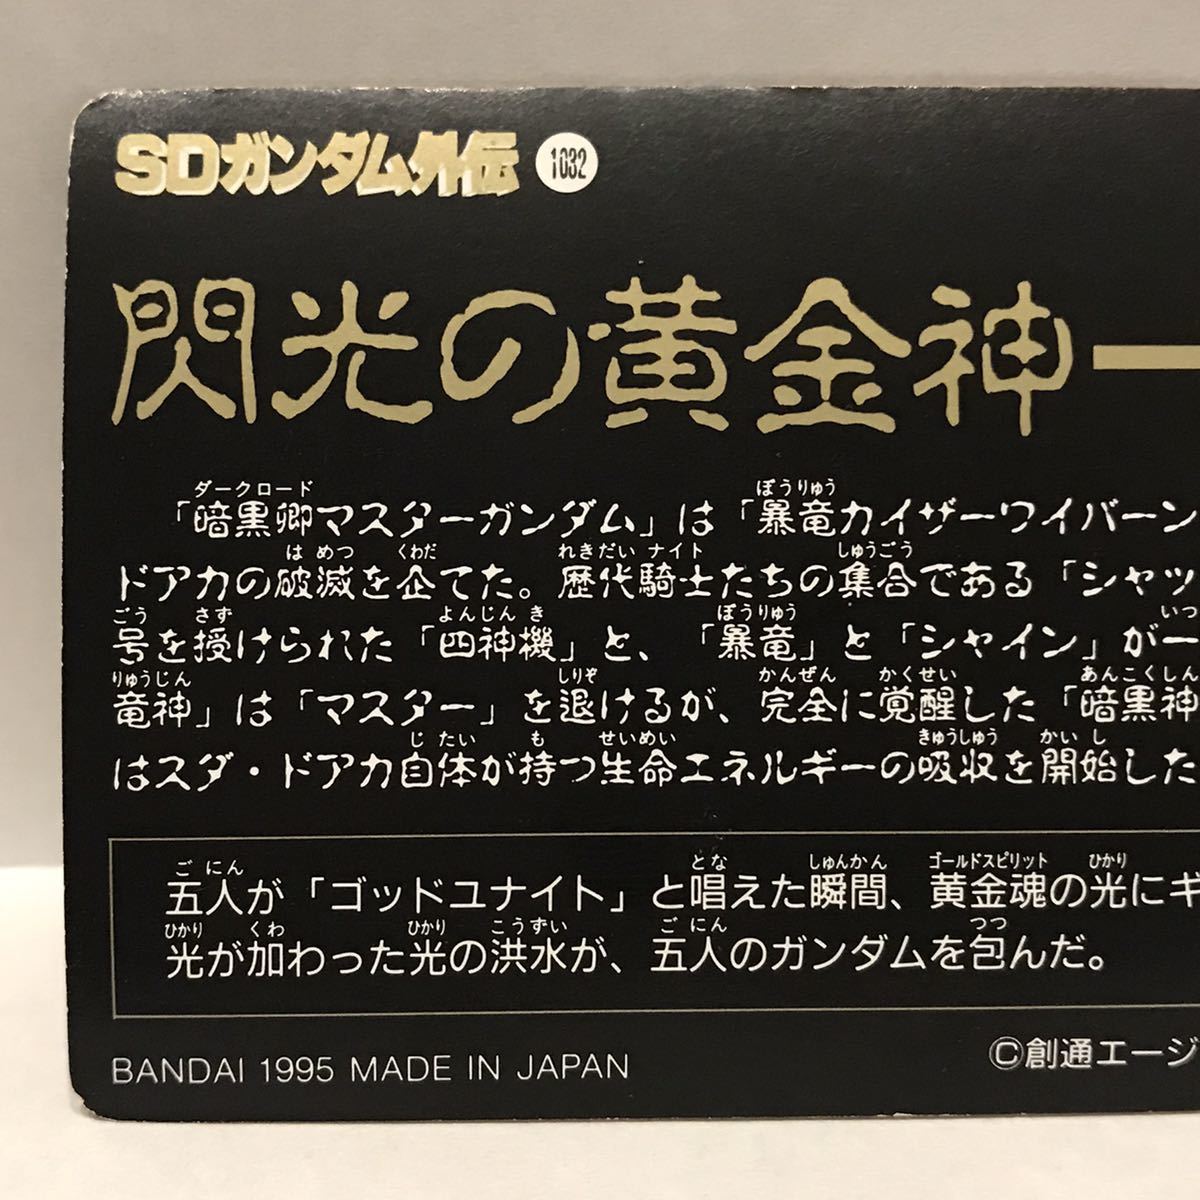 SDガンダム外伝 1032
閃光の黄金神一
「暗黒卿マスターガンダム」は「暴竜カイザーワイバーン
ドアカの破滅を企てた。歴代騎士たちの集合である「シャッ
号を授けられた「四神機」と、「暴竜」と「シャイン」が一
竜神」は「マスター」を退けるが、完全に覚醒した「暗黒神
はスダ・ドアカ自体が持つ生命エネルギーの吸収を開始した
五人が「ゴッドユナイト」と唱えた瞬間、黄金魂の光にギ
光が加わった光の洪水が、五人のガンダムを包んだ。
BANDAI 1995 MADE IN JAPAN
©創通エージ